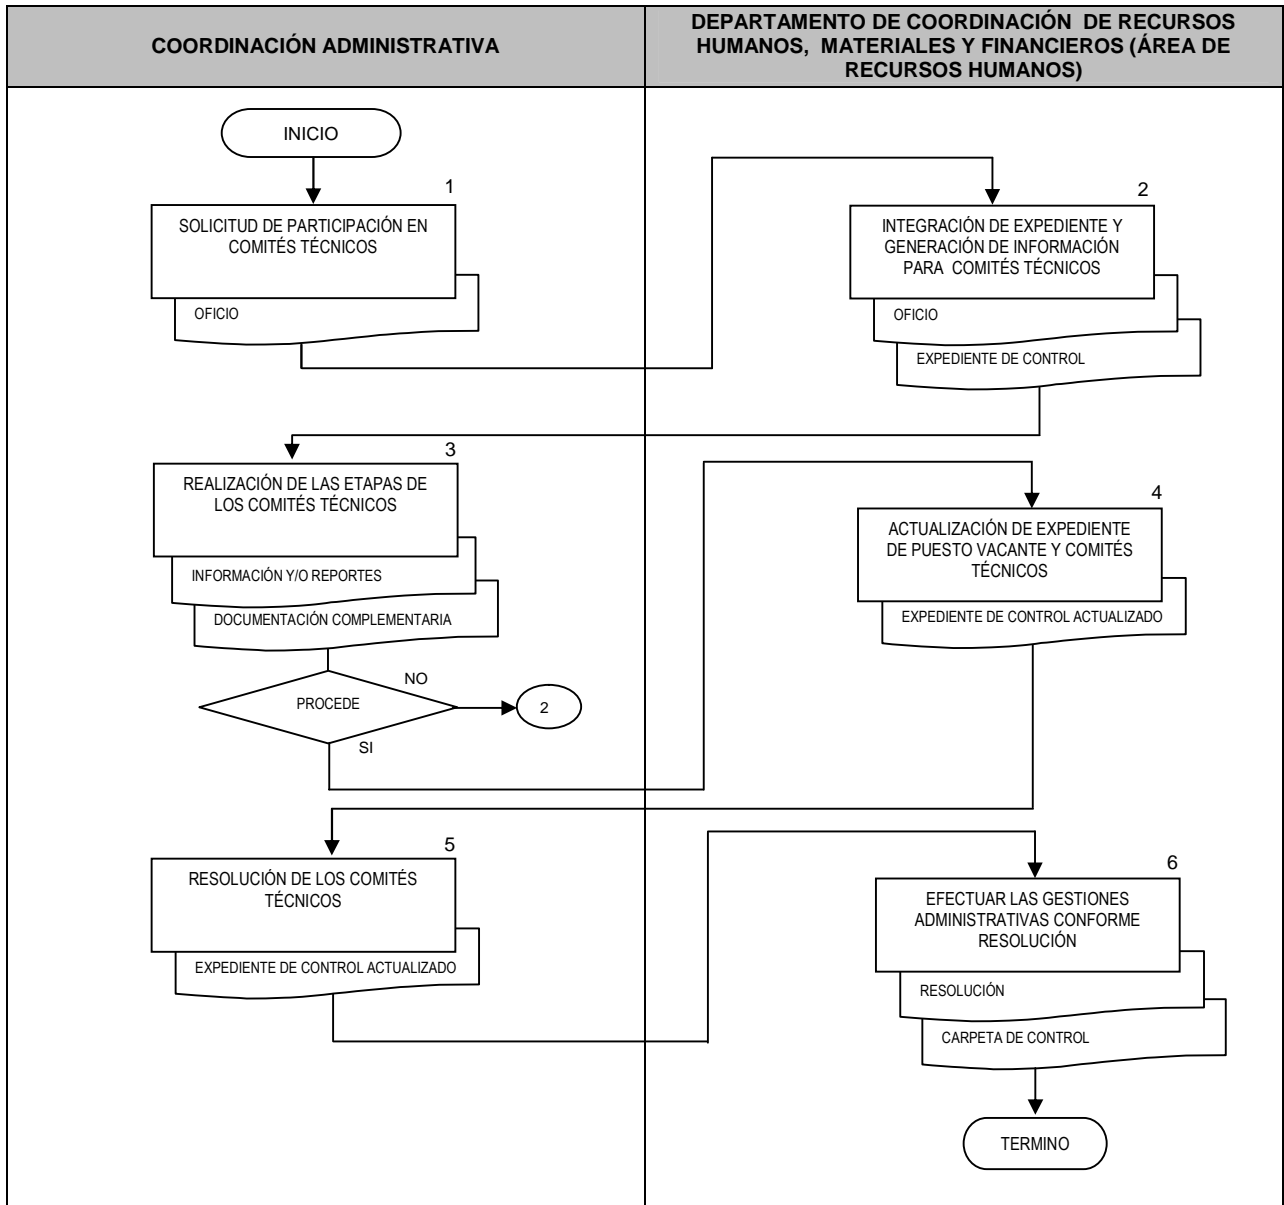 COORDINACIÓN ADMINISTRATIVA
DEPARTAMENTO DE COORDINACIÓN DE RECURSOS
HUMANOS, MATERIALES Y FINANCIEROS (ÁREA DE
RECURSOS HUMANOS)
INICIO
1
SOLICITUD DE PARTICIPACIÓN EN
COMITÉS TÉCNICOS
OFICIO
2
INTEGRACIÓN DE EXPEDIENTE Y
GENERACIÓN DE INFORMACIÓN
PARA COMITÉS TÉCNICOS
OFICIO
EXPEDIENTE DE CONTROL
3
REALIZACIÓN DE LAS ETAPAS DE
LOS COMITÉS TÉCNICOS
INFORMACIÓN Y/O REPORTES
DOCUMENTACIÓN COMPLEMENTARIA
PROCEDE
NO
2
SI
4
ACTUALIZACIÓN DE EXPEDIENTE
DE PUESTO VACANTE Y COMITÉS
TÉCNICOS
EXPEDIENTE DE CONTROL ACTUALIZADO
5
RESOLUCIÓN DE LOS COMITÉS
TÉCNICOS
EXPEDIENTE DE CONTROL ACTUALIZADO
6
EFECTUAR LAS GESTIONES
ADMINISTRATIVAS CONFORME
RESOLUCIÓN
RESOLUCIÓN
CARPETA DE CONTROL
TERMINO